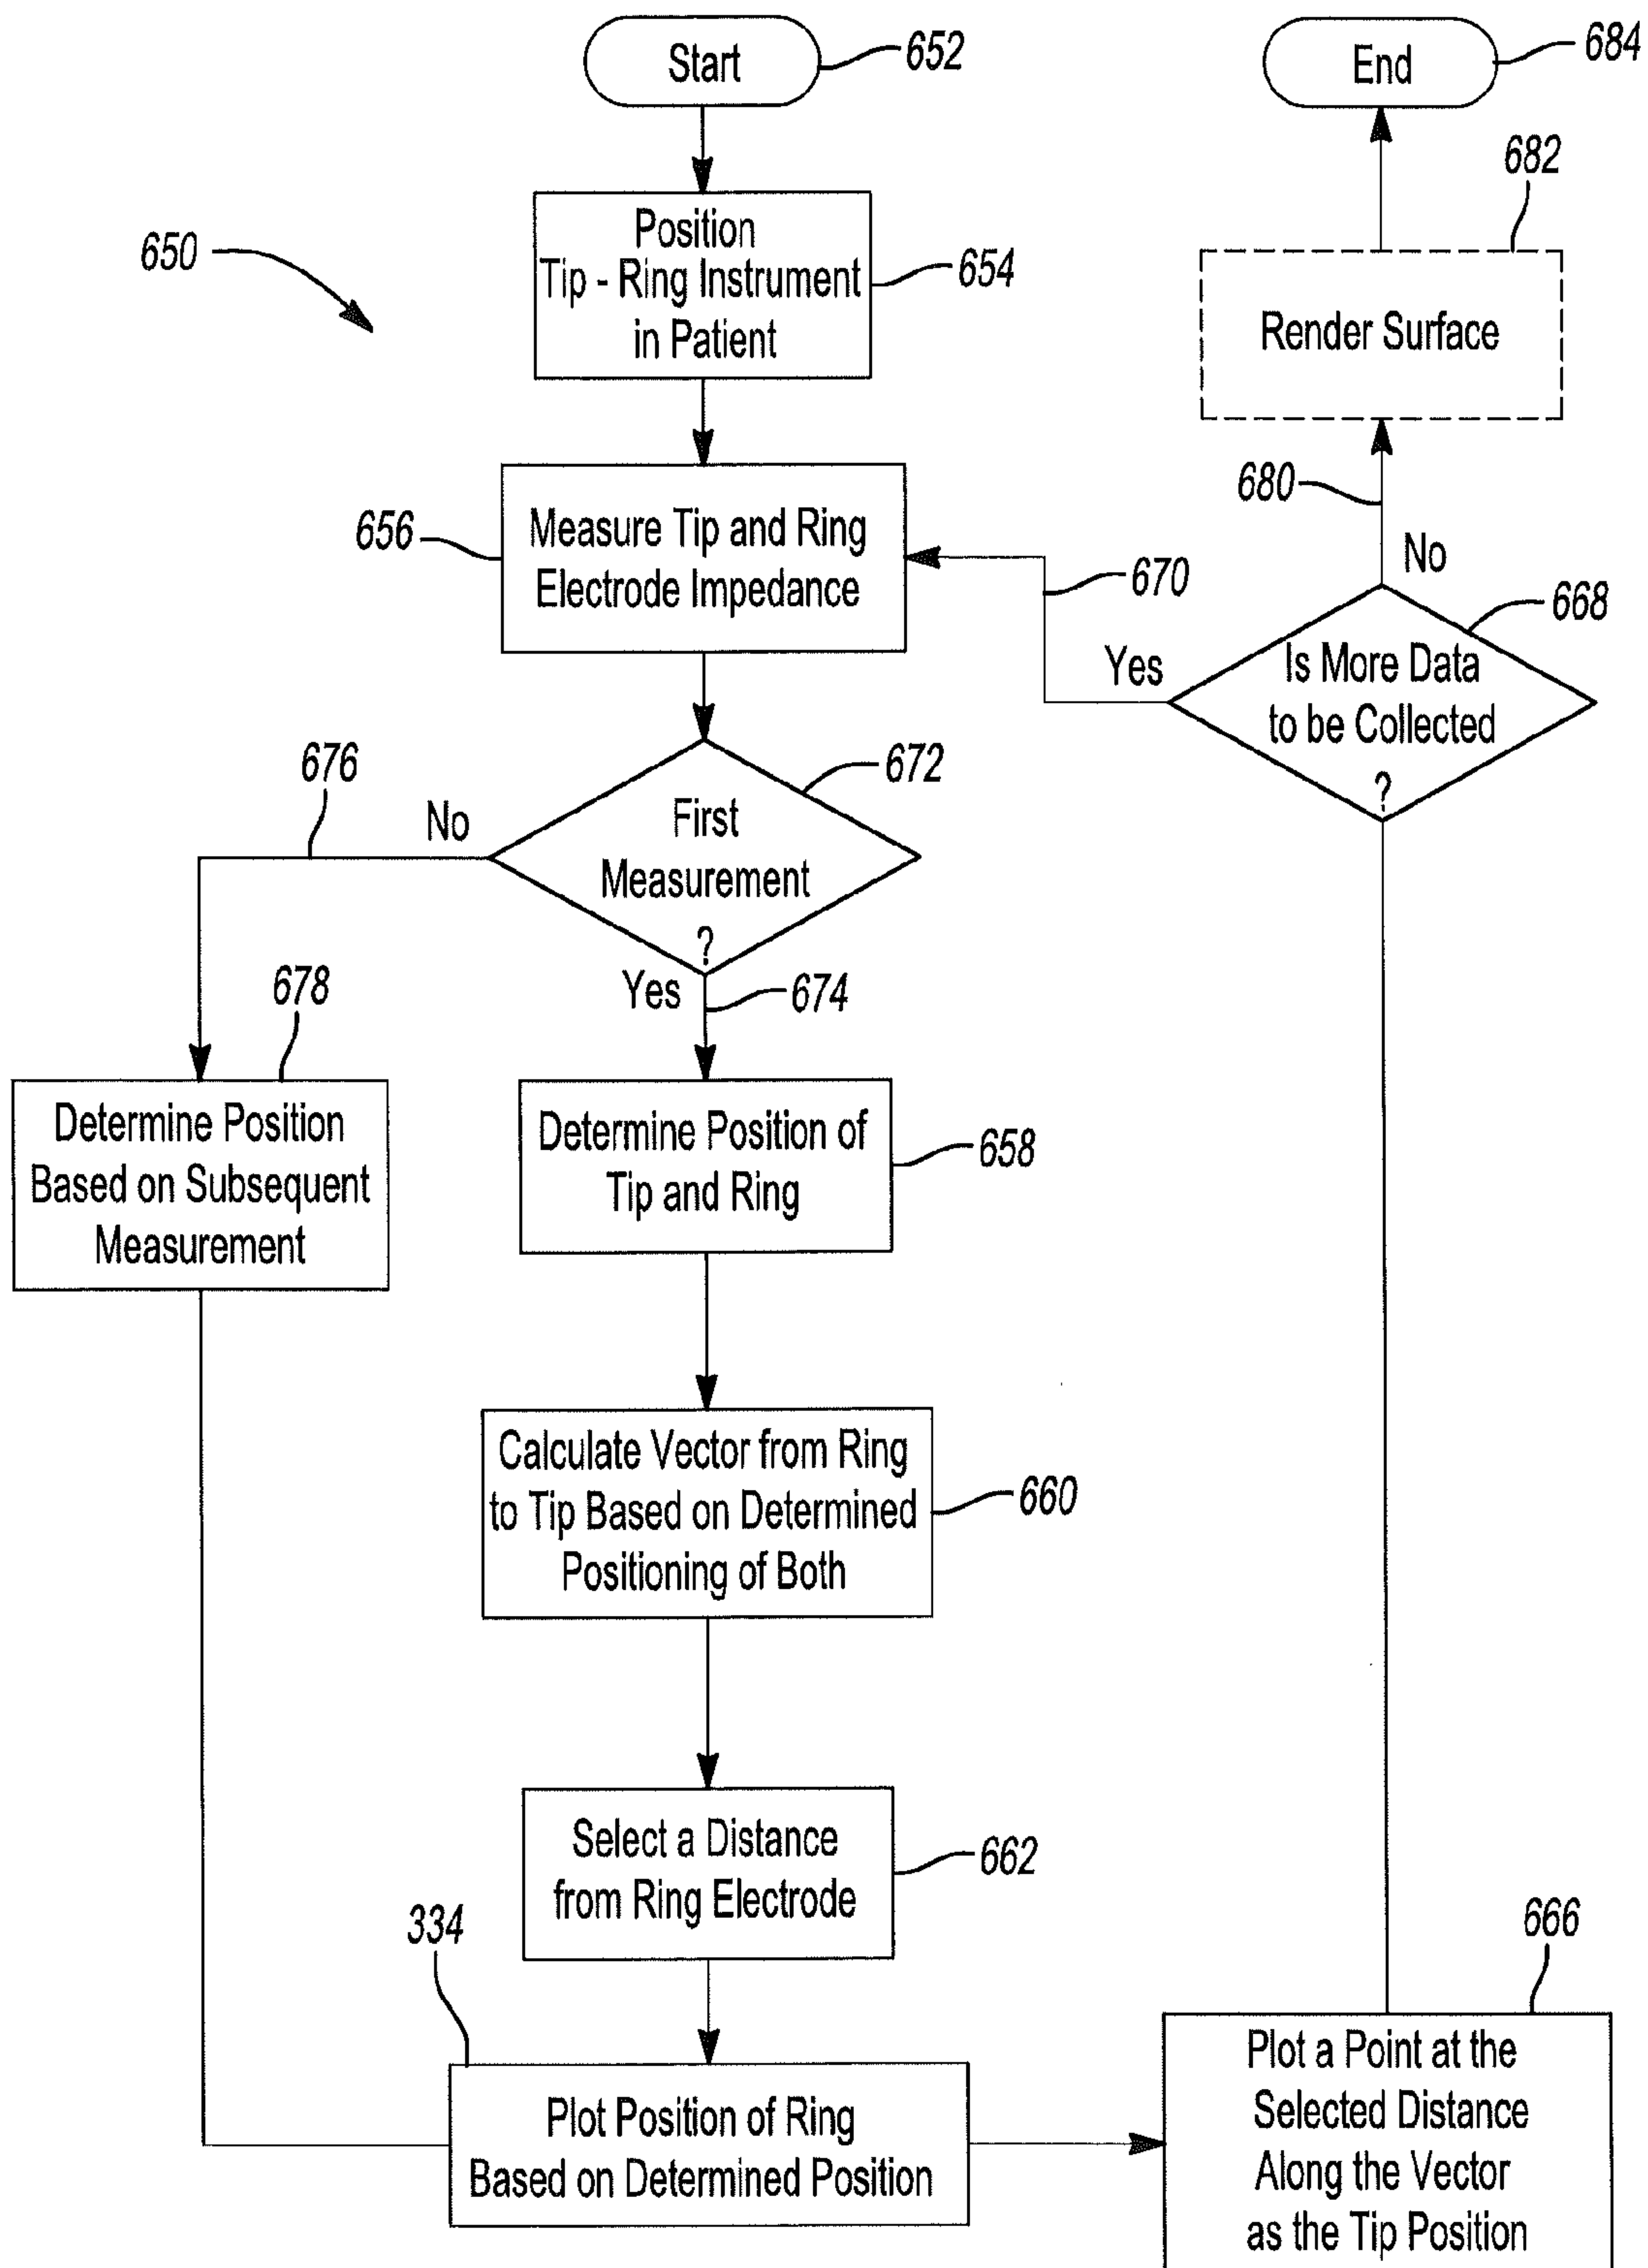 Start
652
Position
Tip - Ring Instrument
in Patient
654
650
Measure Tip and Ring
Electrode Impedance
656
First
Measurement
?
672
No
676
Yes
674
Determine Position
Based on Subsequent
Measurement
678
Determine Position of
Tip and Ring
658
Calculate Vector from Ring
to Tip Based on Determined
Positioning of Both
660
Select a Distance
from Ring Electrode
662
334
Plot Position of Ring
Based on Determined Position
666
Plot a Point at the
Selected Distance
Along the Vector
as the Tip Position
Is More Data
to be Collected
?
668
Yes
670
No
680
Render Surface
682
End
684